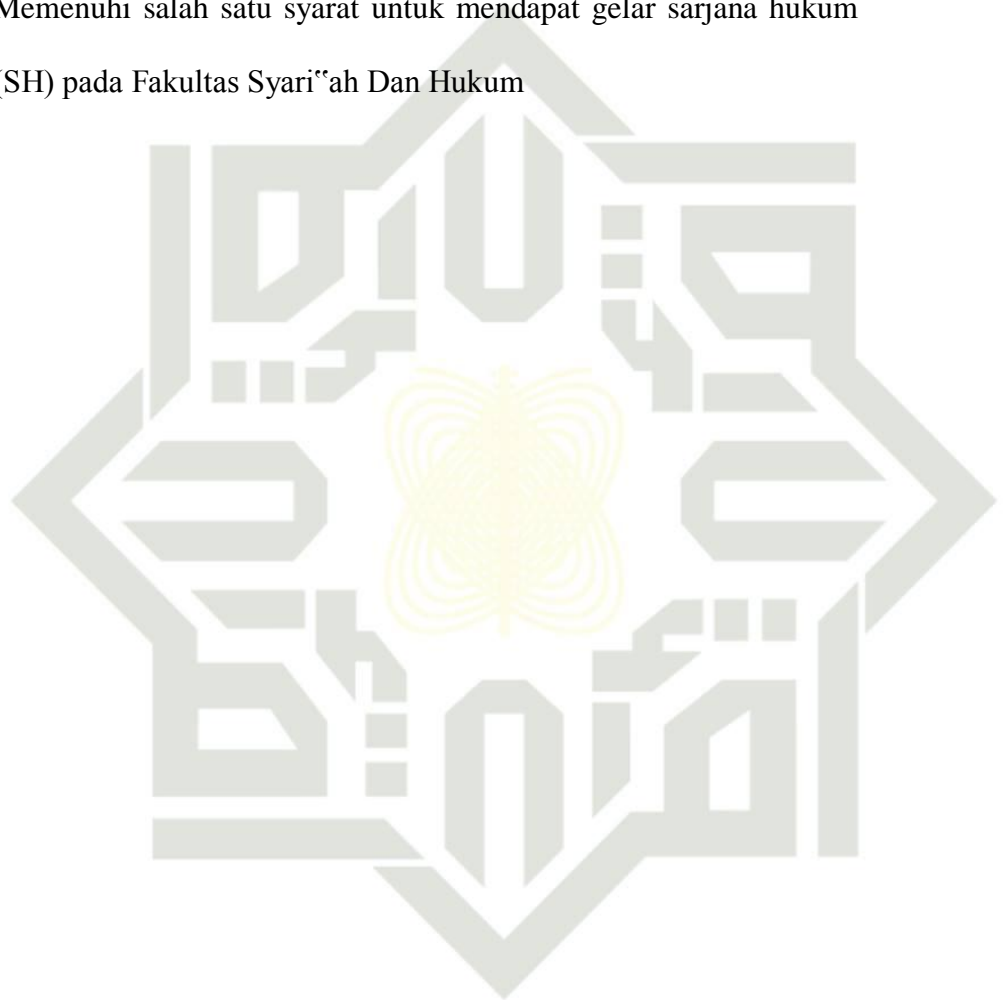 Memenuhi salah satu syarat untuk mendapat gelar sarjana hukum
(SH) pada Fakultas Syari‟ah Dan Hukum